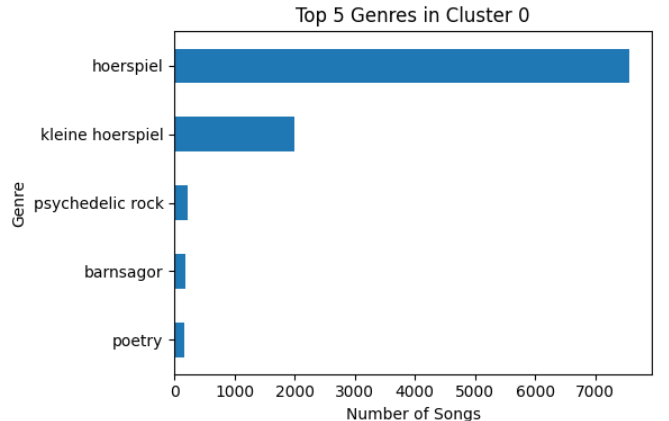 Top 5 Genres in Cluster 0
hoerspiel
kleine hoerspiel
psychedelic rock
barnsagor
poetry
Genre
0 1000 2000 3000 4000 5000 6000 7000
Number of Songs